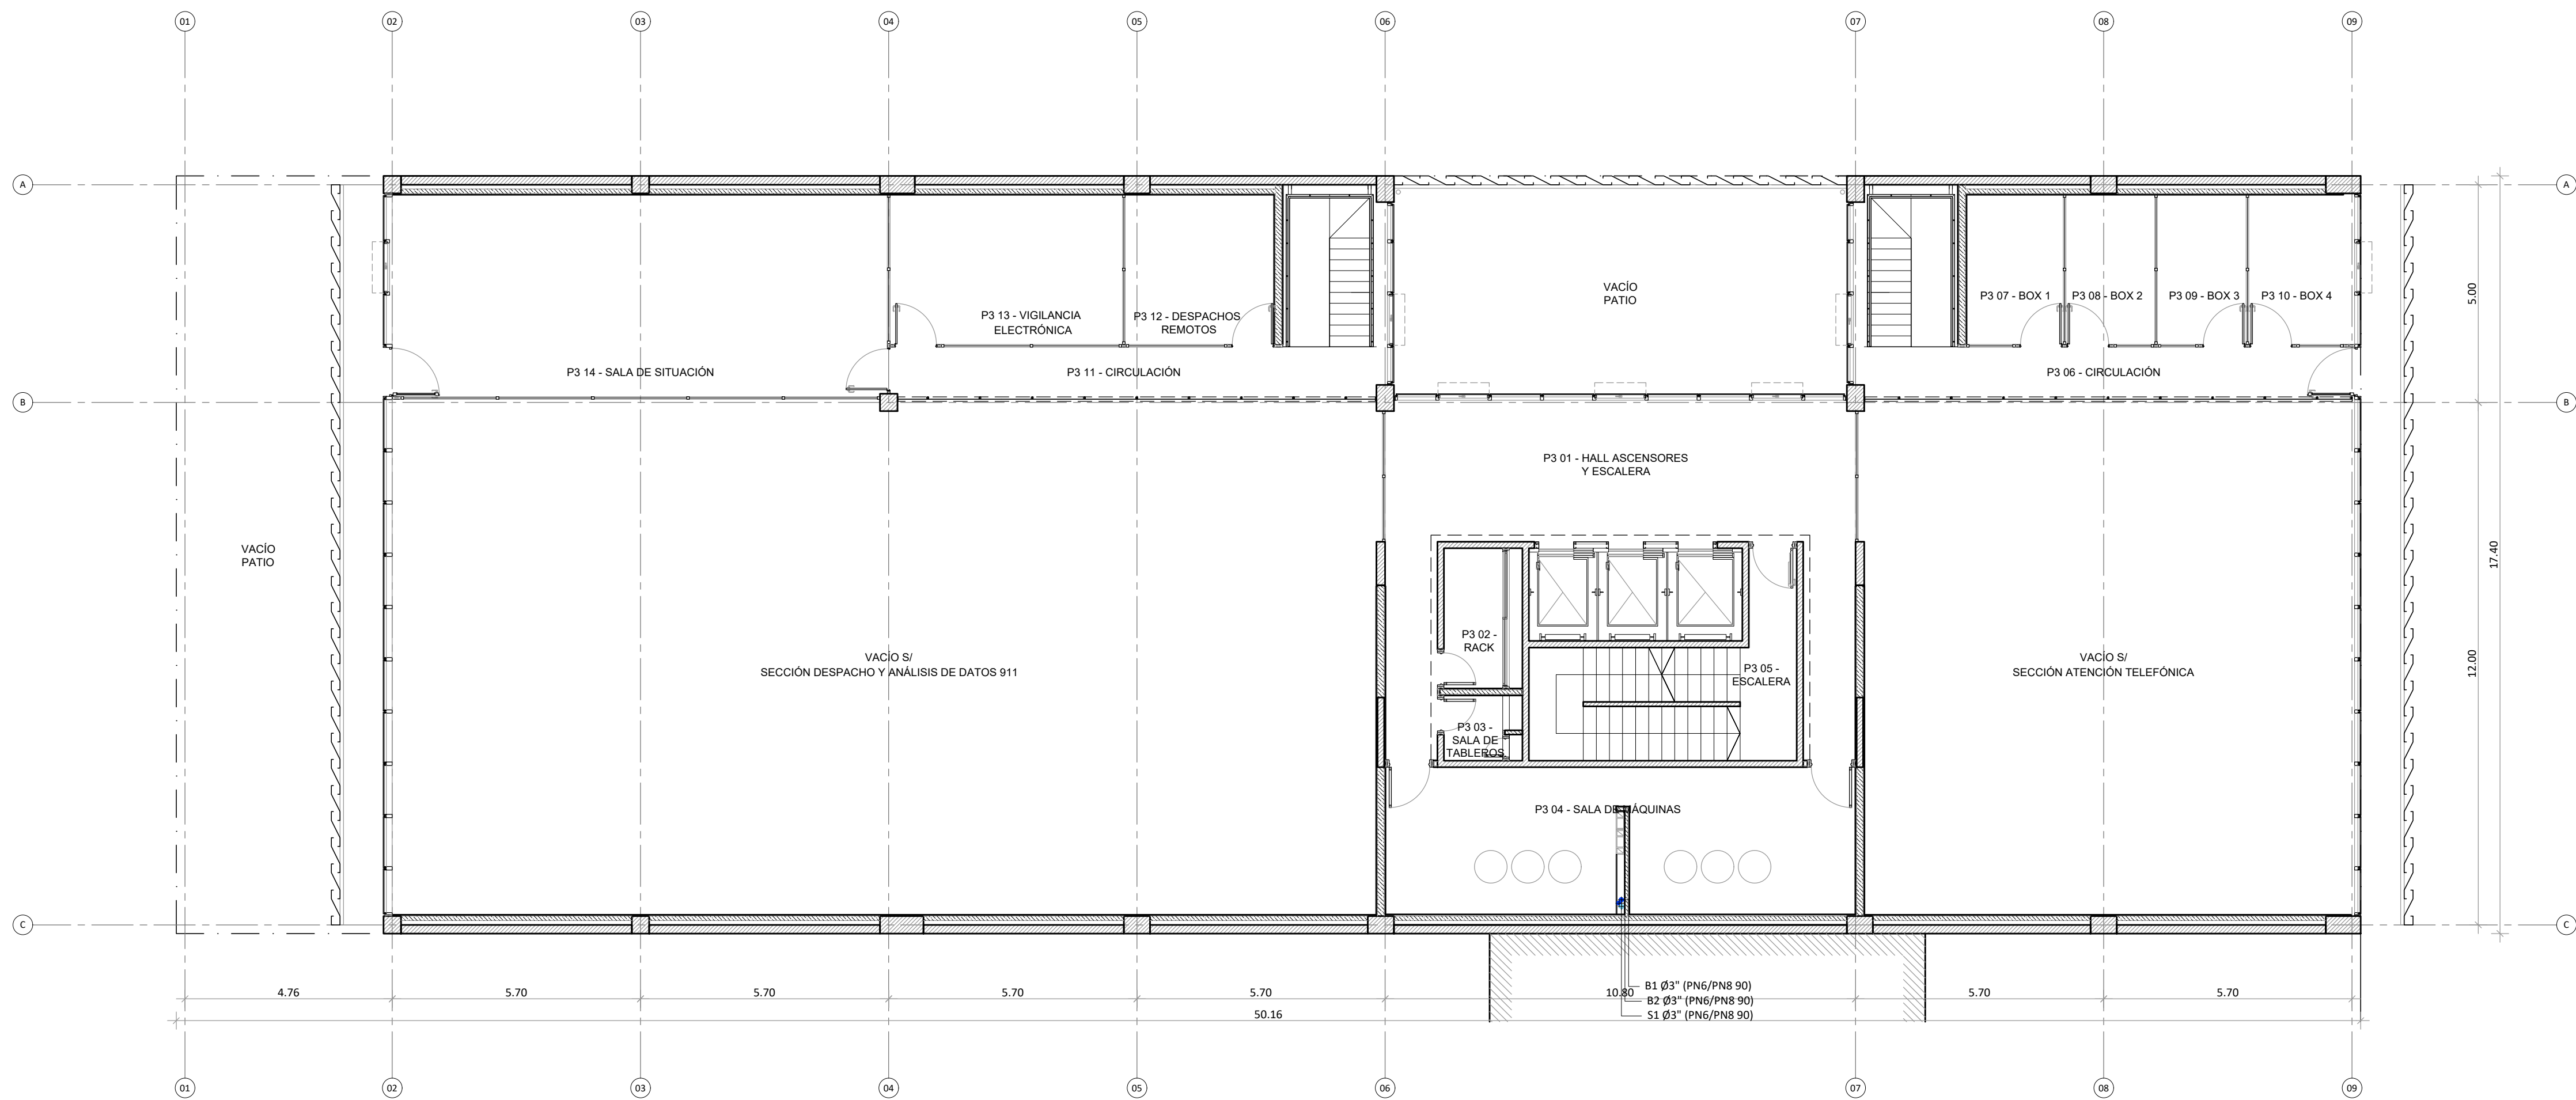 01 02 03 04 05 06 07 08 09
A A
VACÍO
PATIO
P3 07 - BOX 1 P3 08 - BOX 2 P3 09 - BOX 3 P3 10 - BOX 4
5.00
P3 13 - VIGILANCIA
ELECTRÓNICA
P3 12 - DESPACHOS
REMOTOS
P3 14 - SALA DE SITUACIÓN
P3 11 - CIRCULACIÓN
P3 06 - CIRCULACIÓN
B B
P3 01 - HALL ASCENSORES
Y ESCALERA
VACÍO
PATIO
17.40
P3 02 -
RACK
VACÍO S/
SECCIÓN DESPACHO Y ANÁLISIS DE DATOS 911
P3 05 -
ESCALERA
VACÍO S/
SECCIÓN ATENCIÓN TELEFÓNICA
12.00
P3 03 -
SALA DE
TABLEROS
P3 04 - SALA DE MÁQUINAS
C C
4.76 5.70 5.70 5.70 5.70 10.80 5.70 5.70
B1 Ø3" (PN6/PN8 90)
B2 Ø3" (PN6/PN8 90)
S1 Ø3" (PN6/PN8 90)
50.16
01 02 03 04 05 06 07 08 09